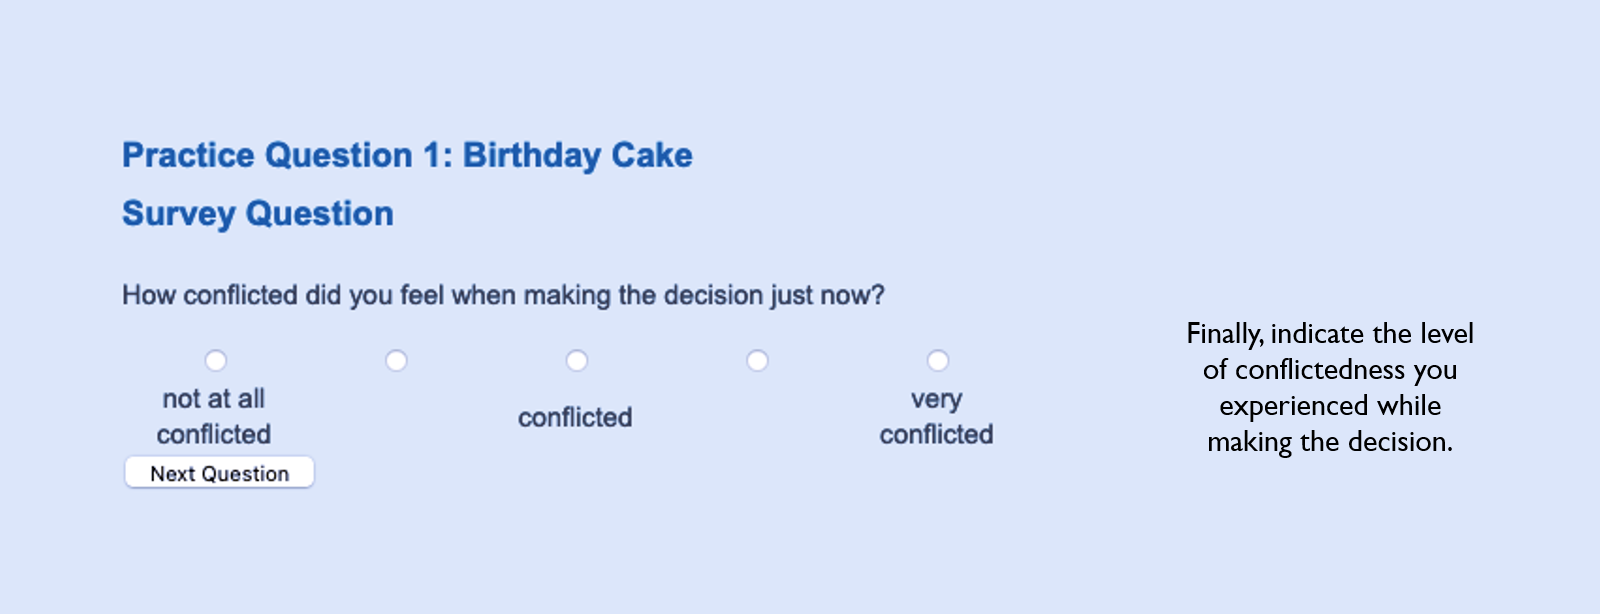 Practice Question 1: Birthday Cake
Survey Question
How conflicted did you feel when making the decision just now?
not at all
conflicted
conflicted
very
conflicted
Next Question
Finally, indicate the level
of conflictedness you
experienced while
making the decision.